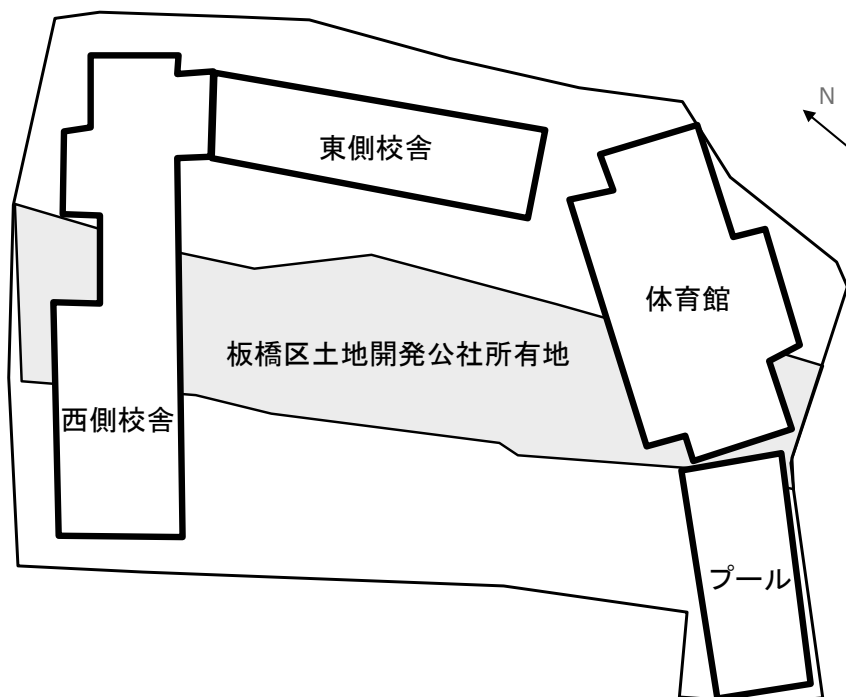 N
東側校舎
体育館
板橋区土地開発公社所有地
西側校舎
プール